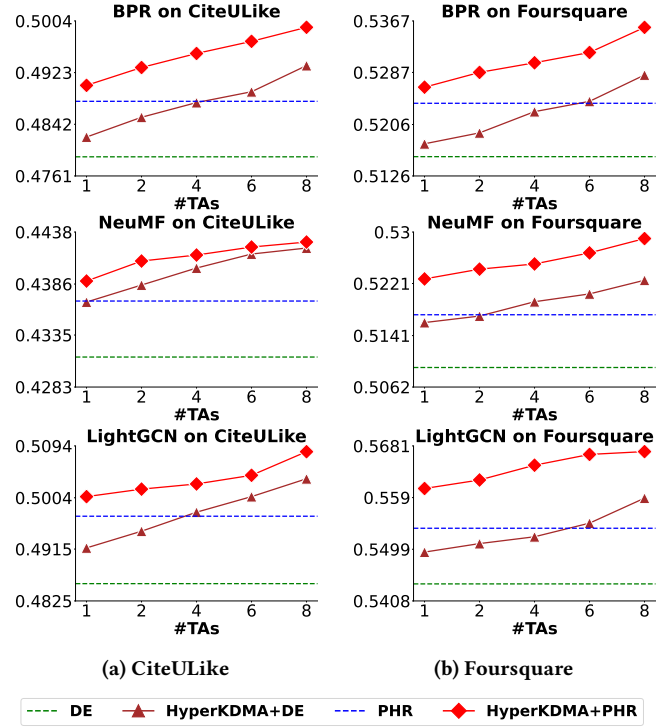 BPR on CiteULike
0.5004
0.4923
0.4842
0.4761
1 2 4 6 8
#TAs
BPR on Foursquare
0.5367
0.5287
0.5206
0.5126
1 2 4 6 8
#TAs
NeuMF on CiteULike
0.4438
0.4386
0.4335
0.4283
1 2 4 6 8
#TAs
NeuMF on Foursquare
0.53
0.5221
0.5141
0.5062
1 2 4 6 8
#TAs
LightGCN on CiteULike
0.5094
0.5004
0.4915
0.4825
1 2 4 6 8
#TAs
LightGCN on Foursquare
0.5681
0.559
0.5499
0.5408
1 2 4 6 8
#TAs
(a) CiteULike
(b) Foursquare
DE HyperKDMA+DE PHR HyperKDMA+PHR